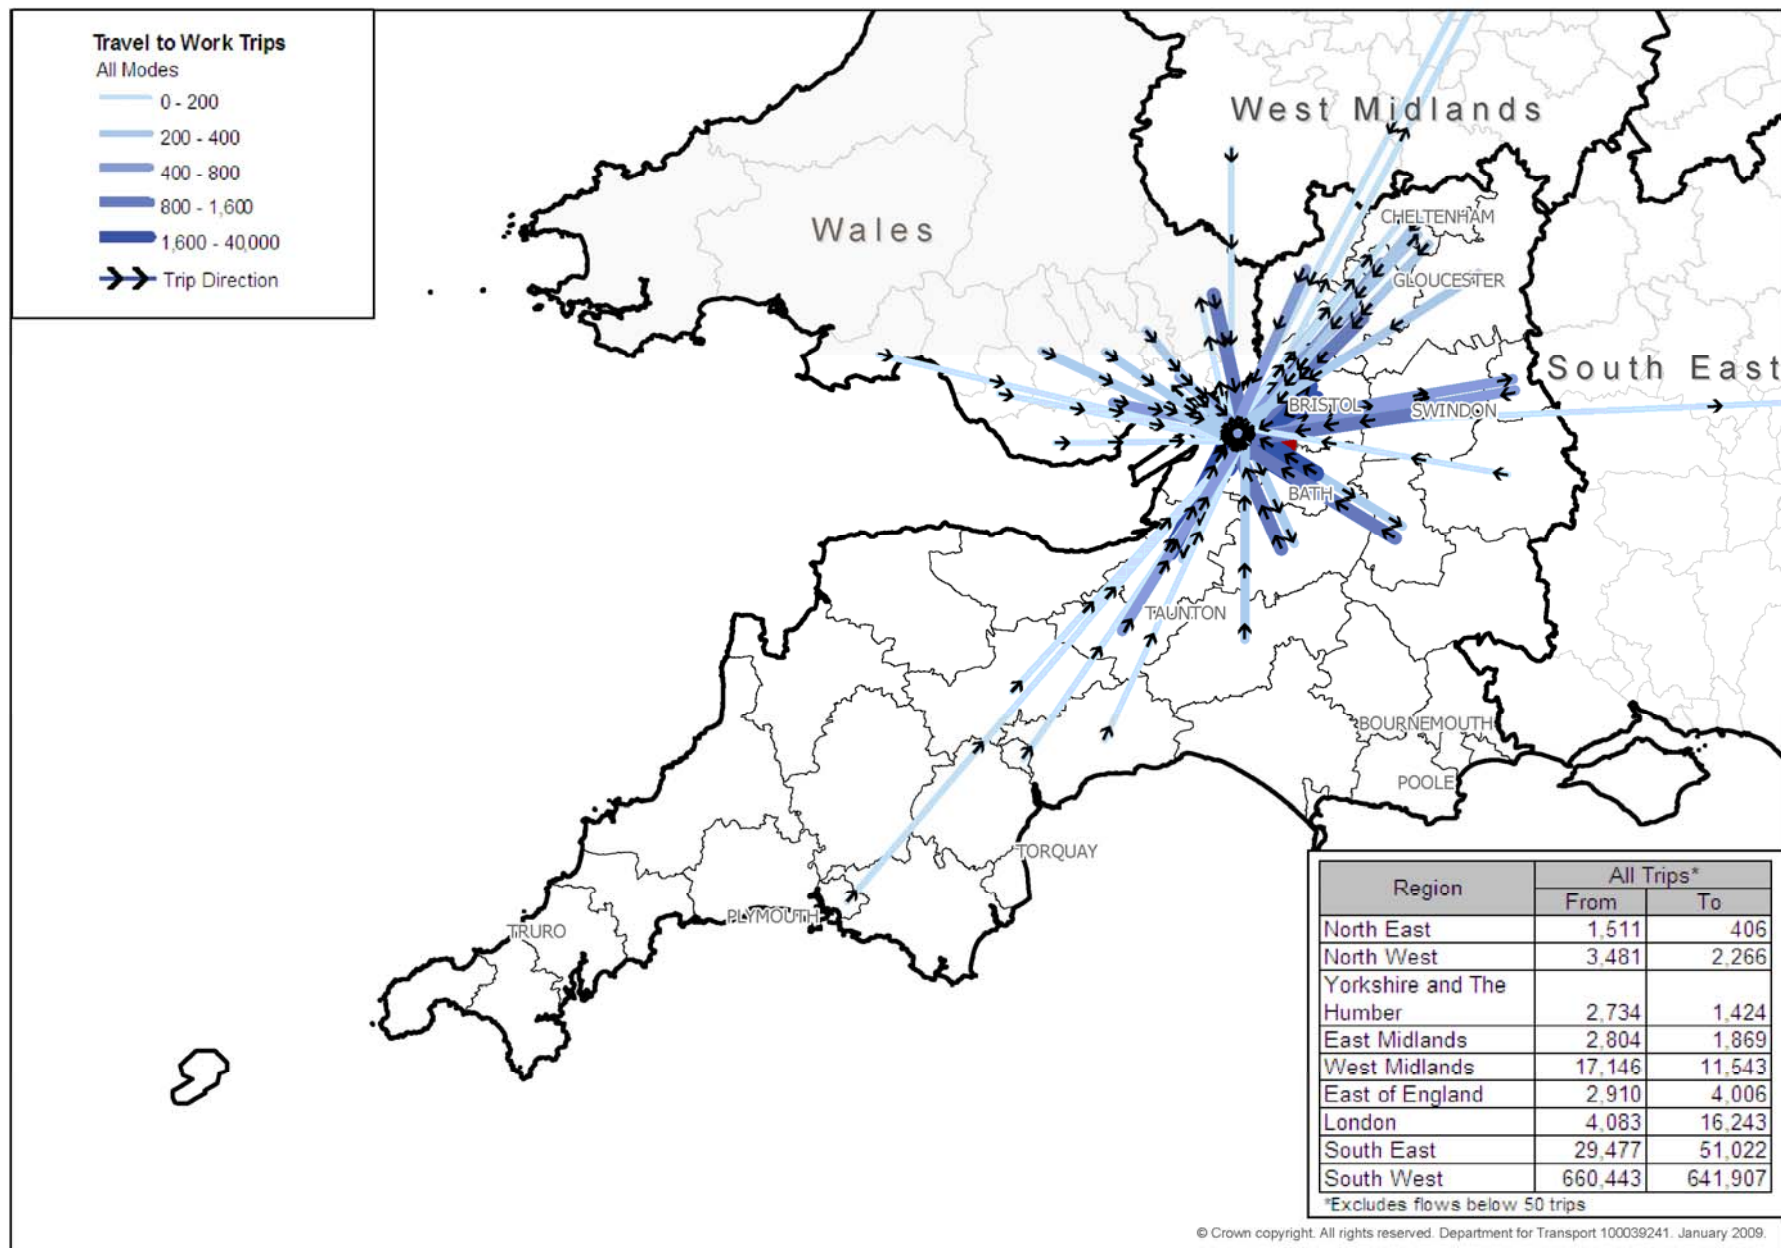 Travel to Work Trips
All Modes
0 - 200
200 - 400
400 - 800
800 - 1,600
1,600 - 40,000
Trip Direction
West Midlands
Wales
CHELTENHAM
GLOUCESTER
South East
BRISTOL
SWINDON
BATH
TAUNTON
BOURNEMOUTH
POOLE
TORQUAY
PLYMOUTH
TRURO
Region All Trips*
From To
North East 1,511 406
North West 3,481 2,266
Yorkshire and The
Humber 2,734 1,424
East Midlands 2,804 1,869
West Midlands 17,146 11,543
East of England 2,910 4,006
London 4,083 16,243
South East 29,477 51,022
South West 660,443 641,907
*Excludes flows below 50 trips
© Crown copyright. All rights reserved. Department for Transport 100039241. January 2009.